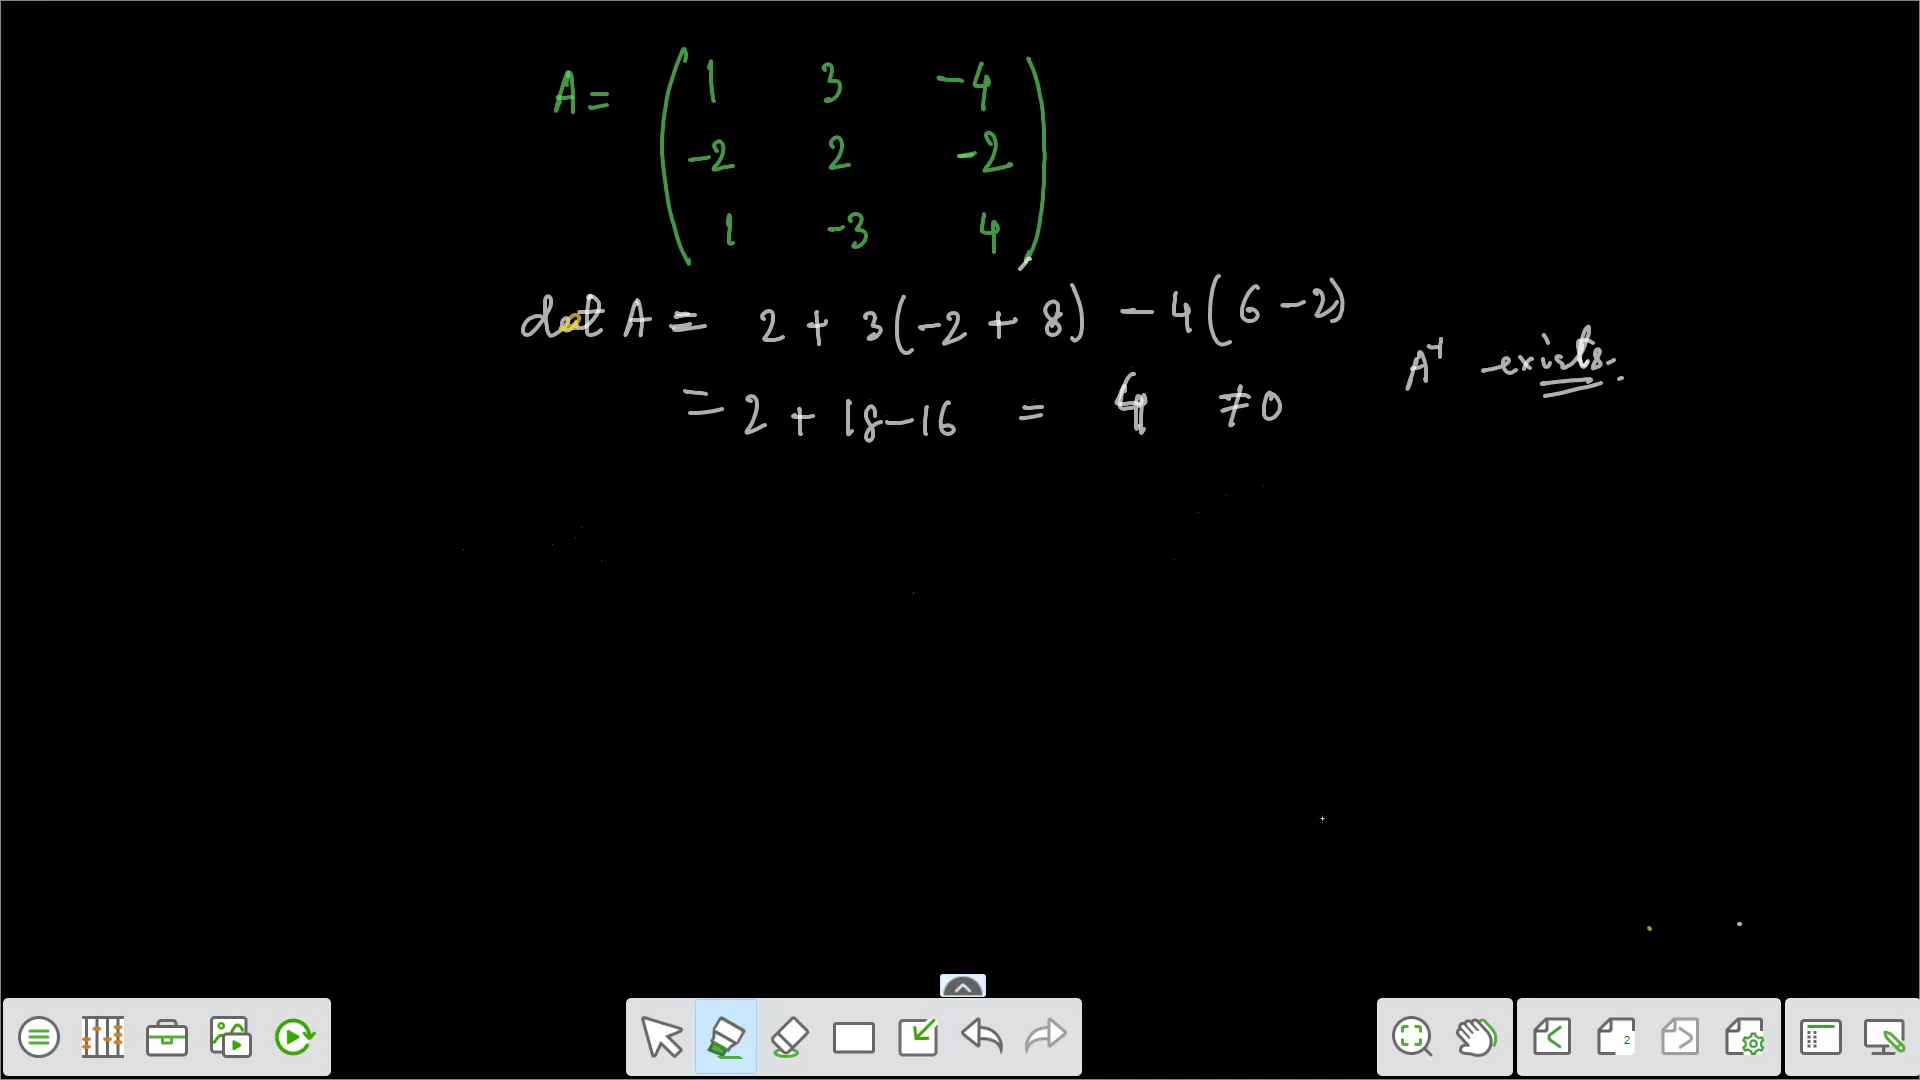 A = ( 1 3 -4
-2 2 -2
1 -3 4 )
det A = 2 + 3(-2 + 8) - 4(6 - 2)
= 2 + 18 - 16 = 4 ≠ 0
A⁻¹ exists.
2